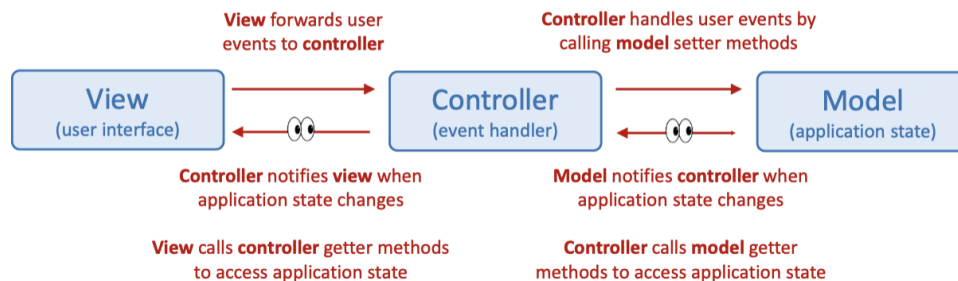 View forwards user
events to controller
Controller handles user events by
calling model setter methods
View
(user interface)
Controller
(event handler)
Model
(application state)
Controller notifies view when
application state changes
Model notifies controller when
application state changes
View calls controller getter methods
to access application state
Controller calls model getter
methods to access application state